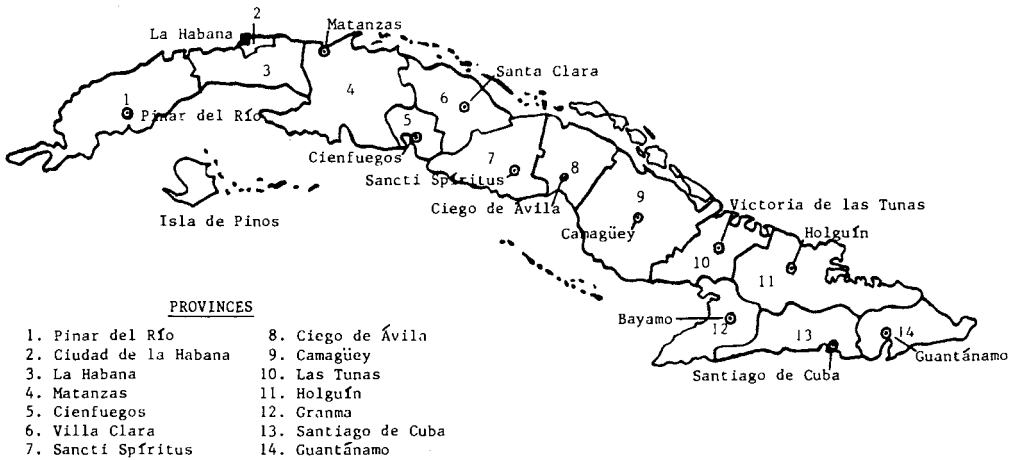 2
La Habana
Matanzas
3
Santa Clara
1
4
6
Pinar del Río
5
Cienfuegos
7
8
Sancti Spíritus
Isla de Pinos
Ciego de Ávila
9
Victoria de las Tunas
Camagüey
Holguín
10
11
Bayamo
12
13
14
Guantánamo
Santiago de Cuba
PROVINCES
1. Pinar del Río
2. Ciudad de la Habana
3. La Habana
4. Matanzas
5. Cienfuegos
6. Villa Clara
7. Sancti Spíritus
8. Ciego de Ávila
9. Camagüey
10. Las Tunas
11. Holguín
12. Granma
13. Santiago de Cuba
14. Guantánamo